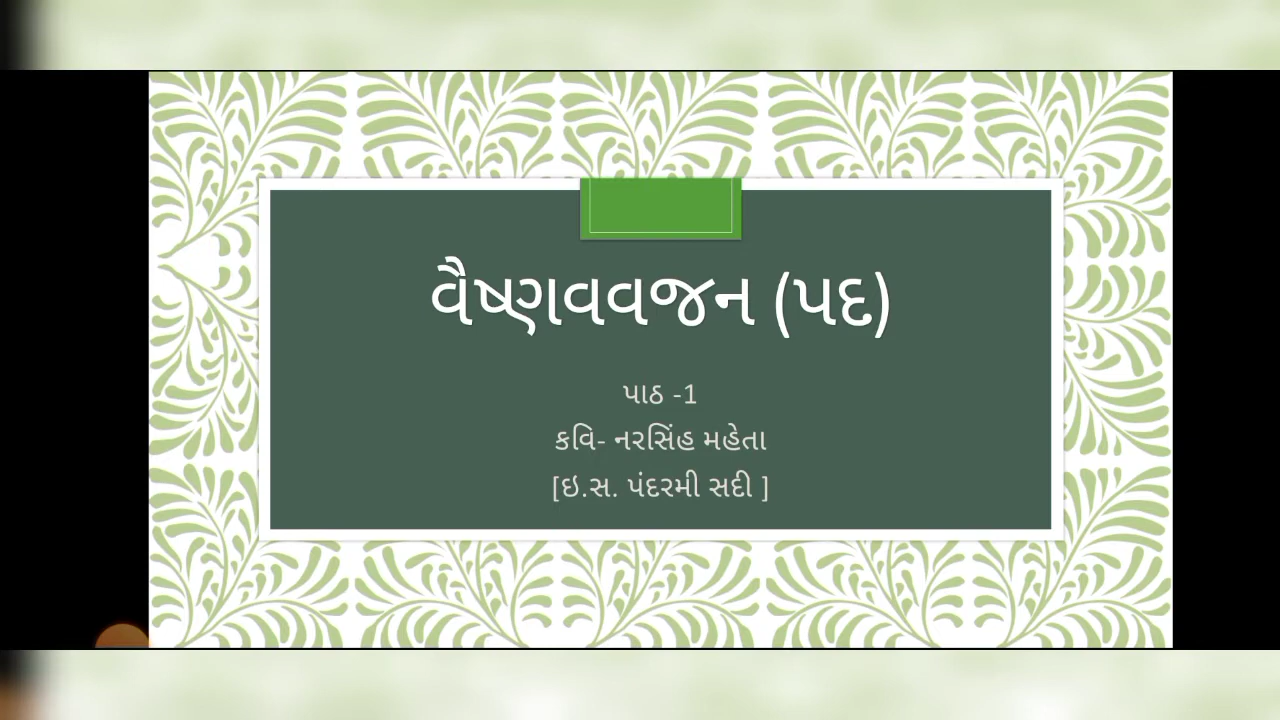 વૈષ્ણવવજન (પદ)
પાઠ -1
કવિ- નરસિંહ મહેતા
[ઇ.સ. પંદરમી સદી ]